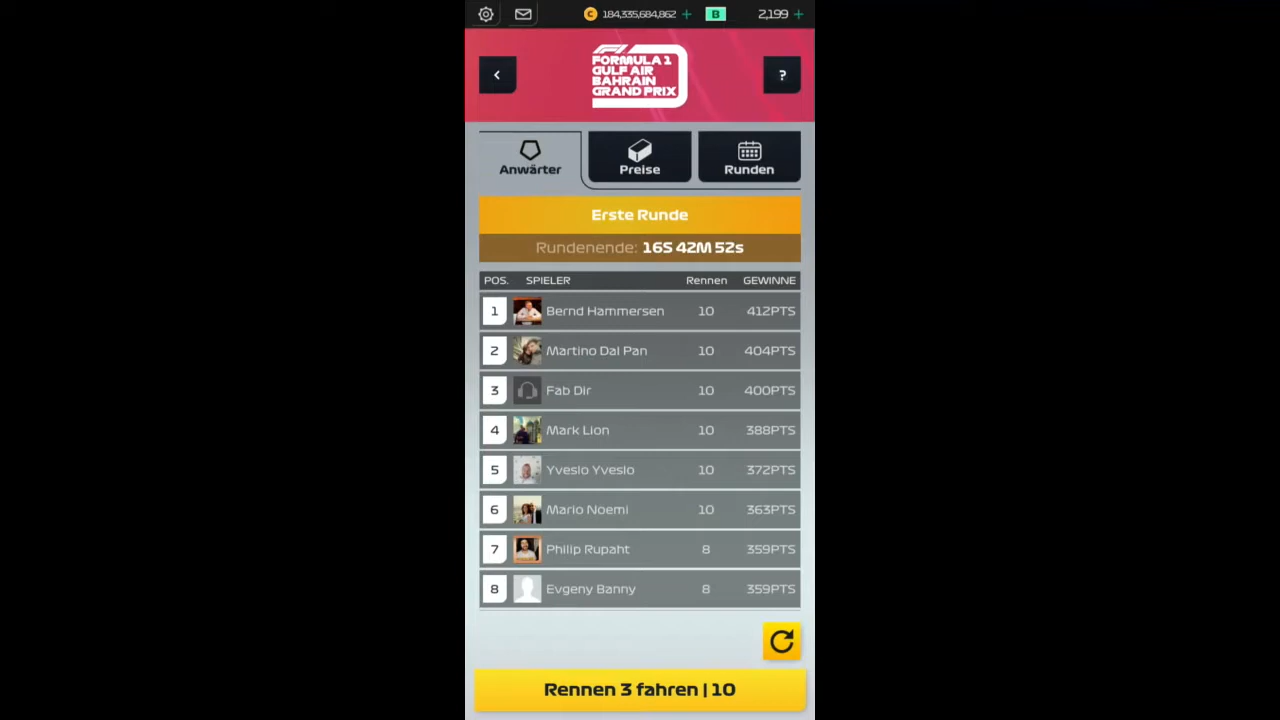 184,335,684,862 + B 2,199 +
FORMULA 1
GULF AIR
BAHRAIN
GRAND PRIX
?
Anwärter Preise Runden
Erste Runde
Rundenende: 16S 42M 52s
POS. SPIELER Rennen GEWINNE
1 Bernd Hammersen 10 412PTS
2 Martino Dal Pan 10 404PTS
3 Fab Dir 10 400PTS
4 Mark Lion 10 388PTS
5 Yveslo Yveslo 10 372PTS
6 Mario Noemi 10 363PTS
7 Philip Rupaht 8 359PTS
8 Evgeny Banny 8 359PTS
Rennen 3 fahren | 10